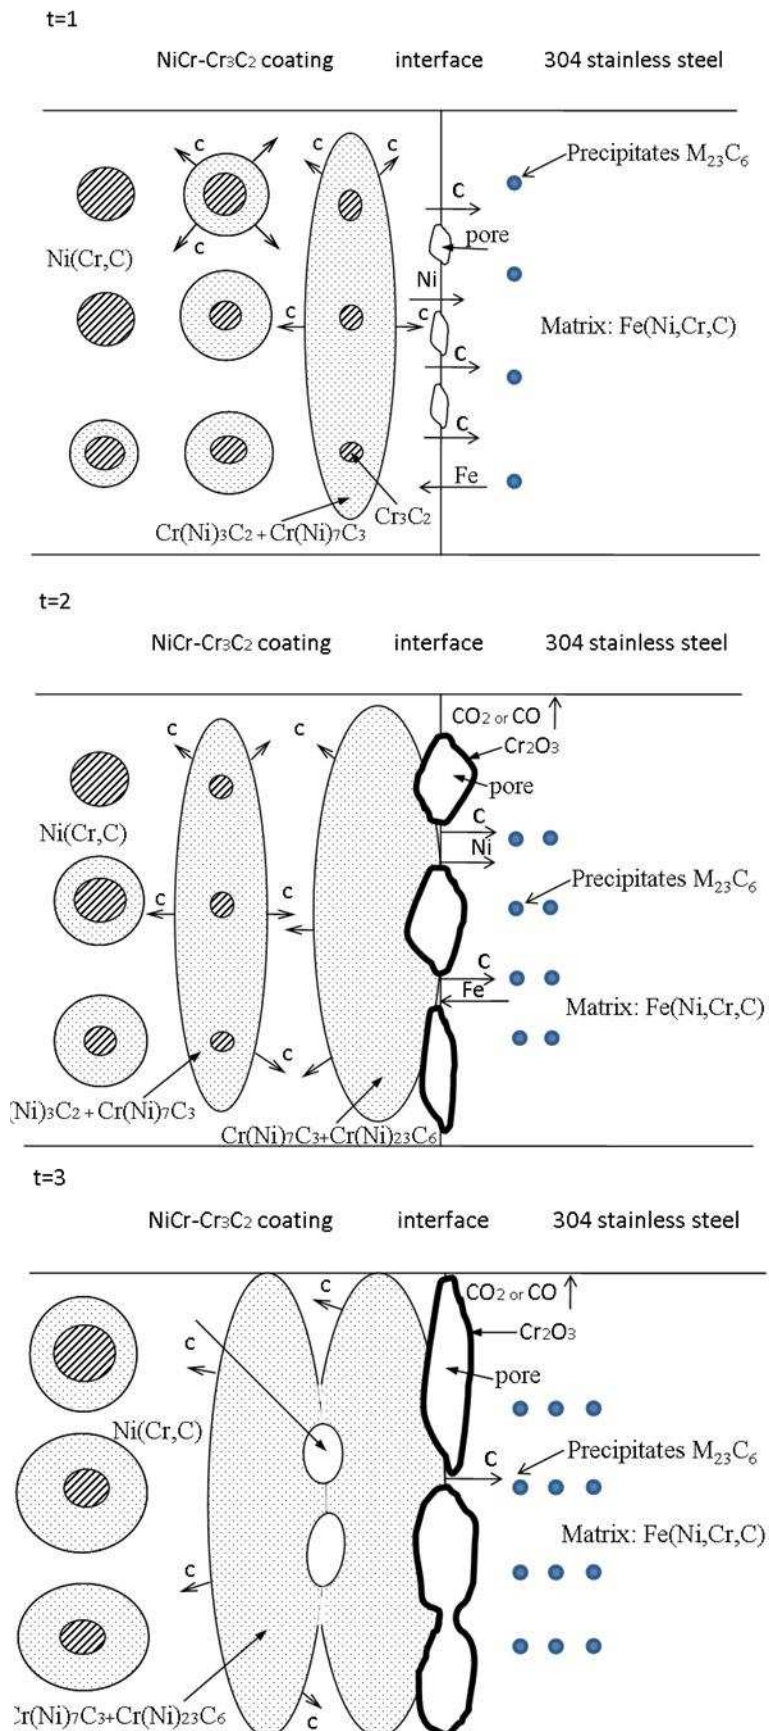 t=1
NiCr-Cr₃C₂ coating interface 304 stainless steel
c
c
c
C
Precipitates M₂₃C₆
pore
Ni(Cr,C)
c
Ni
c
c
Matrix: Fe(Ni,Cr,C)
C
C
Fe
Cr₃C₂
Cr(Ni)₃C₂ + Cr(Ni)₇C₃
t=2
NiCr-Cr₃C₂ coating interface 304 stainless steel
CO₂ or CO
c
c
Cr₂O₃
pore
C
Ni(Cr,C)
Ni
Precipitates M₂₃C₆
c
c
C
Fe
Matrix: Fe(Ni,Cr,C)
c
(Ni)₃C₂ + Cr(Ni)₇C₃
Cr(Ni)₇C₃+Cr(Ni)₂₃C₆
t=3
NiCr-Cr₃C₂ coating interface 304 stainless steel
c
CO₂ or CO
Cr₂O₃
c
pore
Ni(Cr,C)
C
Precipitates M₂₃C₆
Matrix: Fe(Ni,Cr,C)
c
Cr(Ni)₇C₃+Cr(Ni)₂₃C₆
c